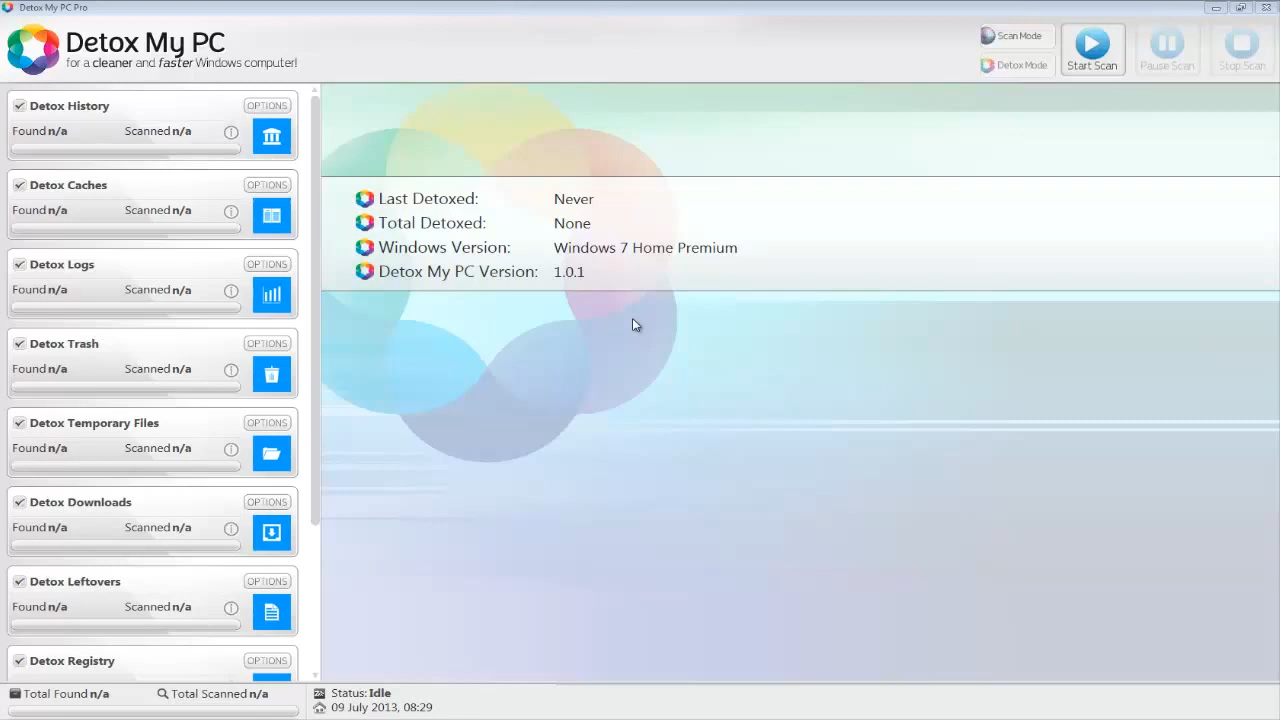 Detox My PC Pro
Detox My PC
for a cleaner and faster Windows computer!
Scan Mode
Detox Mode
Start Scan
Pause Scan
Stop Scan
Detox History
OPTIONS
Found n/a
Scanned n/a
Detox Caches
OPTIONS
Found n/a
Scanned n/a
Detox Logs
OPTIONS
Found n/a
Scanned n/a
Detox Trash
OPTIONS
Found n/a
Scanned n/a
Detox Temporary Files
OPTIONS
Found n/a
Scanned n/a
Detox Downloads
OPTIONS
Found n/a
Scanned n/a
Detox Leftovers
OPTIONS
Found n/a
Scanned n/a
Detox Registry
OPTIONS
Last Detoxed: Never
Total Detoxed: None
Windows Version: Windows 7 Home Premium
Detox My PC Version: 1.0.1
Total Found n/a
Total Scanned n/a
Status: Idle
09 July 2013, 08:29